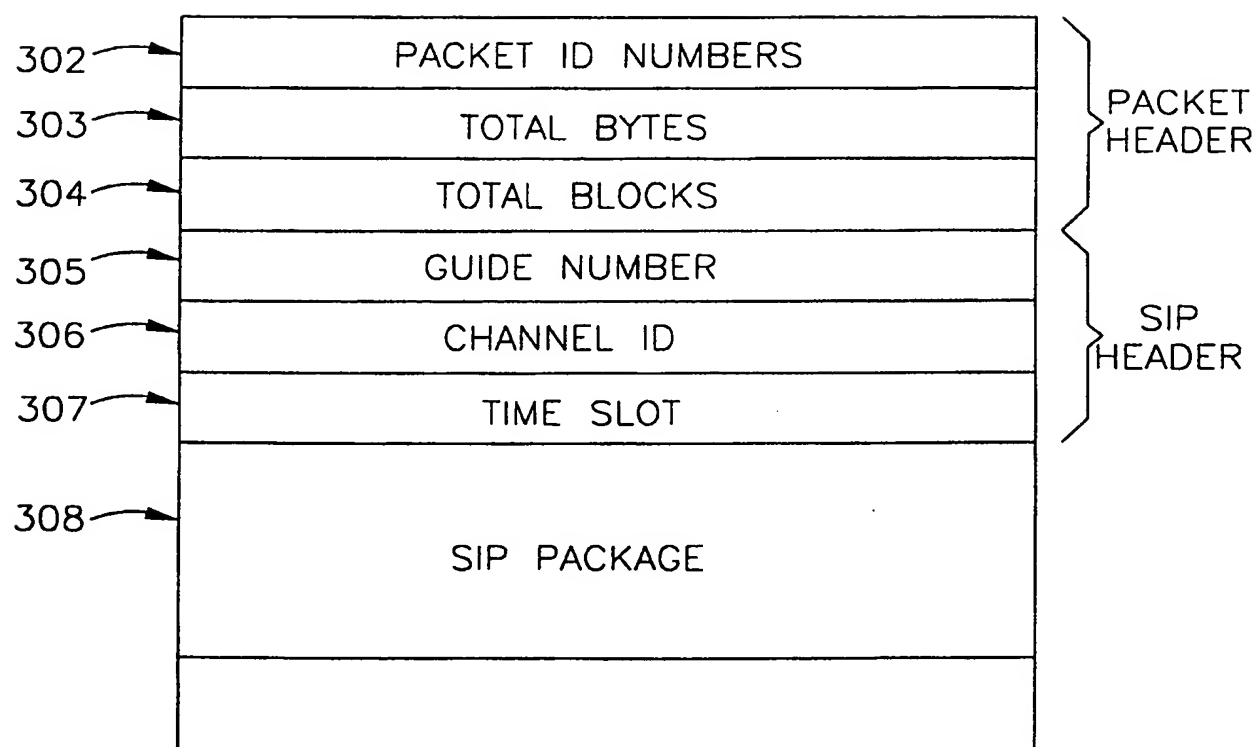 302 PACKET ID NUMBERS
303 TOTAL BYTES
PACKET
HEADER
304 TOTAL BLOCKS
305 GUIDE NUMBER
306 CHANNEL ID
SIP
HEADER
307 TIME SLOT
308 SIP PACKAGE